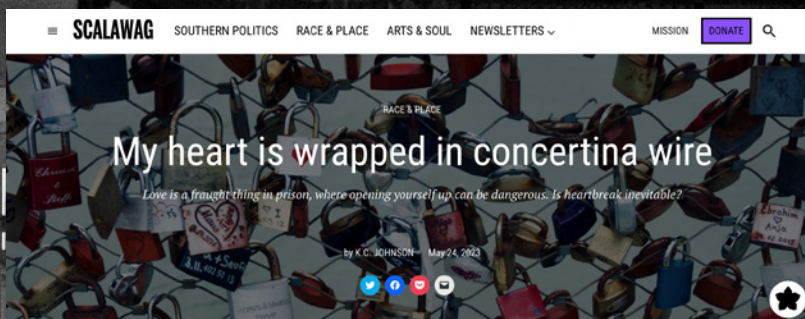 SCALAWAG SOUTHERN POLITICS RACE & PLACE ARTS & SOUL NEWSLETTERS MISSION DONATE
RACE & PLACE
My heart is wrapped in concertina wire
Love is a fraught thing in prison, where opening yourself up can be dangerous. Is heartbreak inevitable?
by K.C. JOHNSON May 24, 2023
Ebrahim
Anja